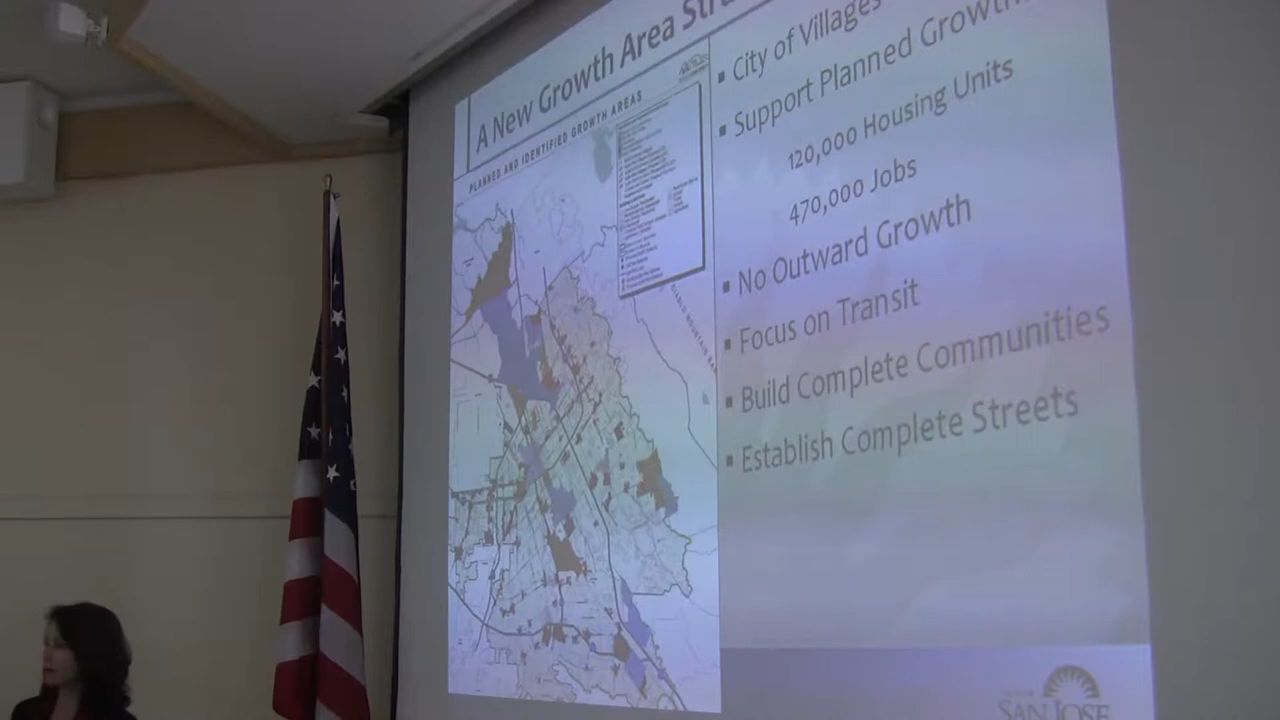 A New Growth Area Stra
PLANNED AND IDENTIFIED GROWTH AREAS
▪ City of Villages
▪ Support Planned Growth
120,000 Housing Units
470,000 Jobs
▪ No Outward Growth
▪ Focus on Transit
▪ Build Complete Communities
▪ Establish Complete Streets
SAN JOSE